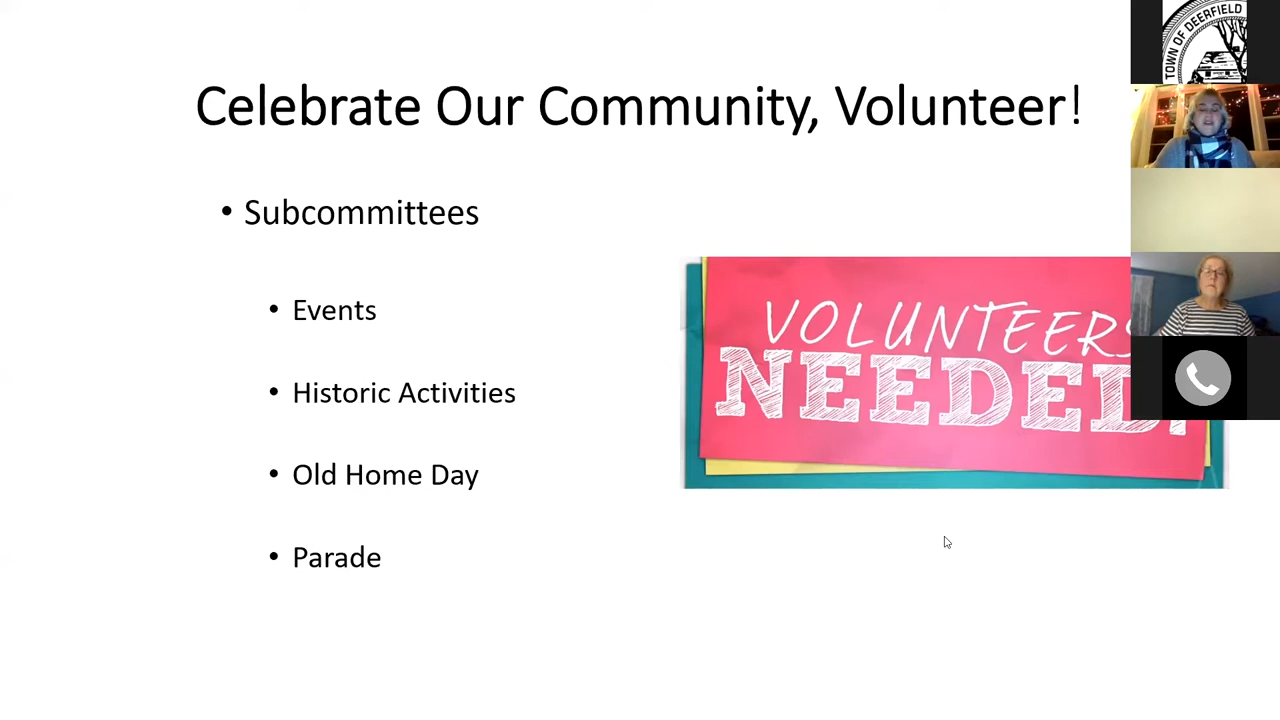 Celebrate Our Community, Volunteer!
• Subcommittees
• Events
• Historic Activities
• Old Home Day
• Parade
VOLUNTEERS
NEEDED!
TOWN OF DEERFIELD